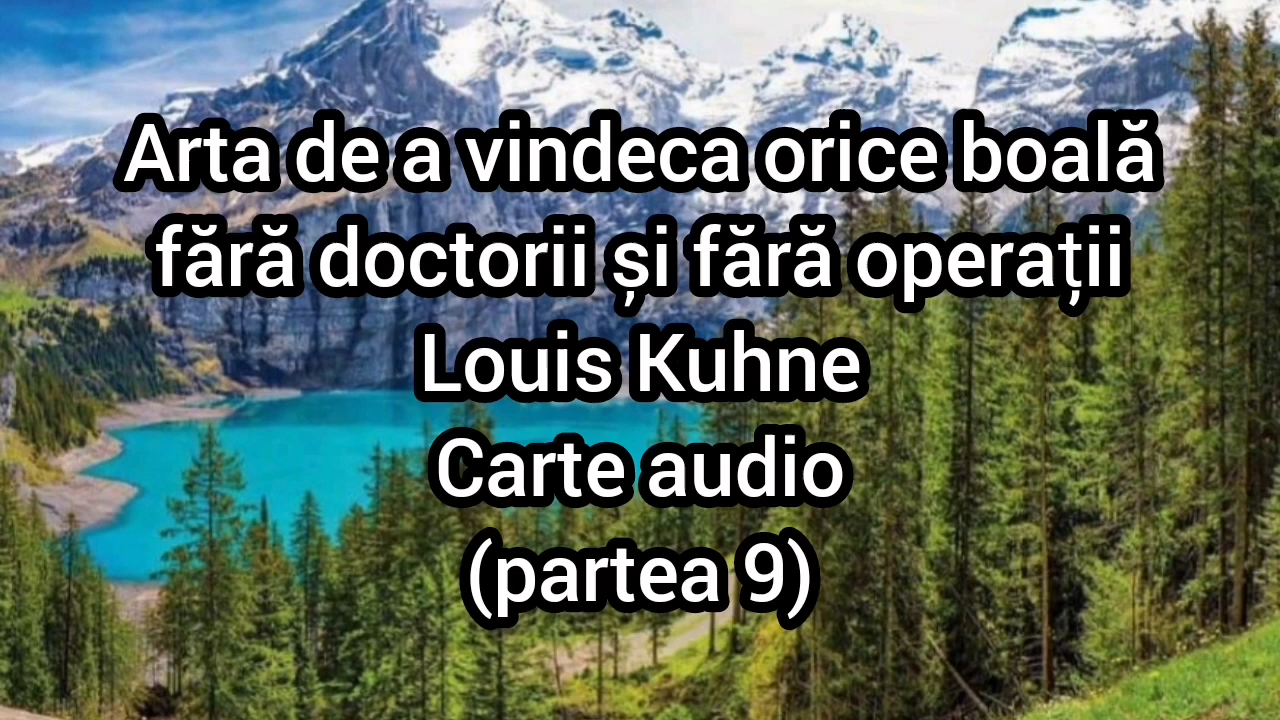 Arta de a vindeca orice boală
fără doctorii și fără operații
Louis Kuhne
Carte audio
(partea 9)